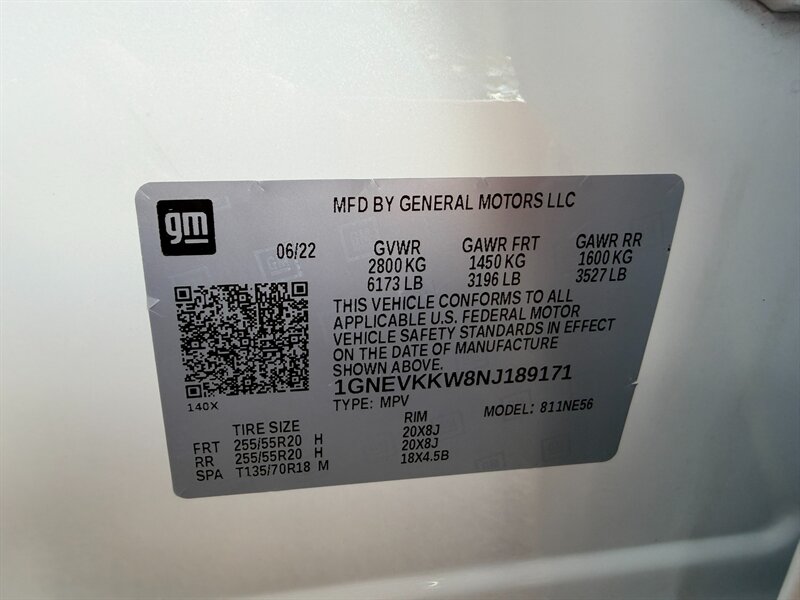 gm
MFD BY GENERAL MOTORS LLC
06/22
GVWR GAWR FRT GAWR RR
2800 KG 1450 KG 1600 KG
6173 LB 3196 LB 3527 LB
THIS VEHICLE CONFORMS TO ALL
APPLICABLE U.S. FEDERAL MOTOR
VEHICLE SAFETY STANDARDS IN EFFECT
ON THE DATE OF MANUFACTURE
SHOWN ABOVE.
1GNEVKKW8NJ189171
140X
TYPE: MPV MODEL: 811NE56
TIRE SIZE RIM
FRT 255/55R20 H 20X8J
RR 255/55R20 H 20X8J
SPA T135/70R18 M 18X4.5B